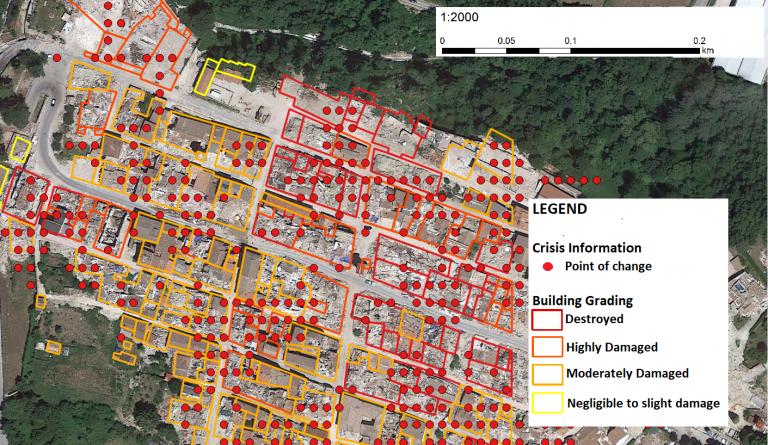 1:2000
0 0.05 0.1 0.2
km
LEGEND
Crisis Information
Point of change
Building Grading
Destroyed
Highly Damaged
Moderately Damaged
Negligible to slight damage